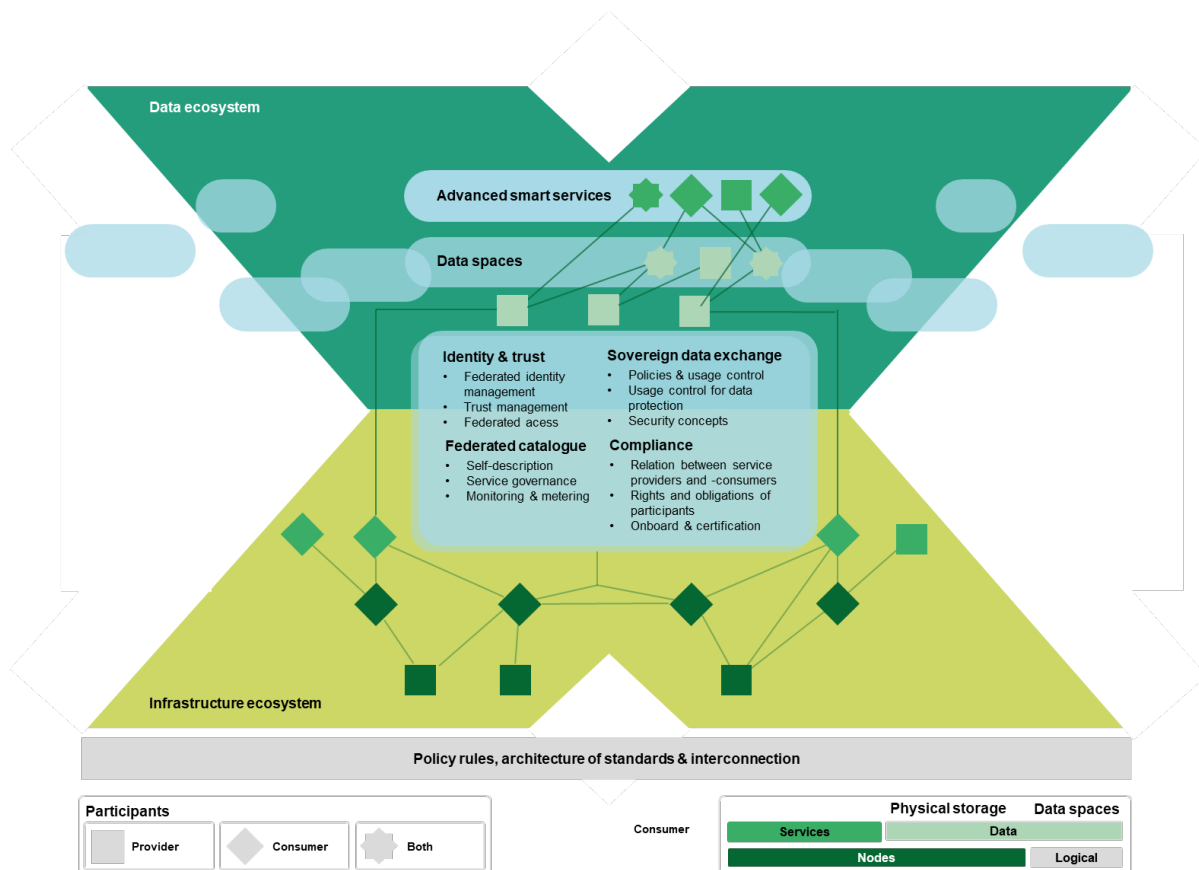 Data ecosystem
Advanced smart services
Data spaces
Identity & trust
• Federated identity
management
• Trust management
• Federated acess
Sovereign data exchange
• Policies & usage control
• Usage control for data
protection
• Security concepts
Federated catalogue
• Self-description
• Service governance
• Monitoring & metering
Compliance
• Relation between service
providers and -consumers
• Rights and obligations of
participants
• Onboard & certification
Infrastructure ecosystem
Policy rules, architecture of standards & interconnection
Participants
Provider
Consumer
Both
Consumer
Physical storage
Data spaces
Services
Data
Nodes
Logical